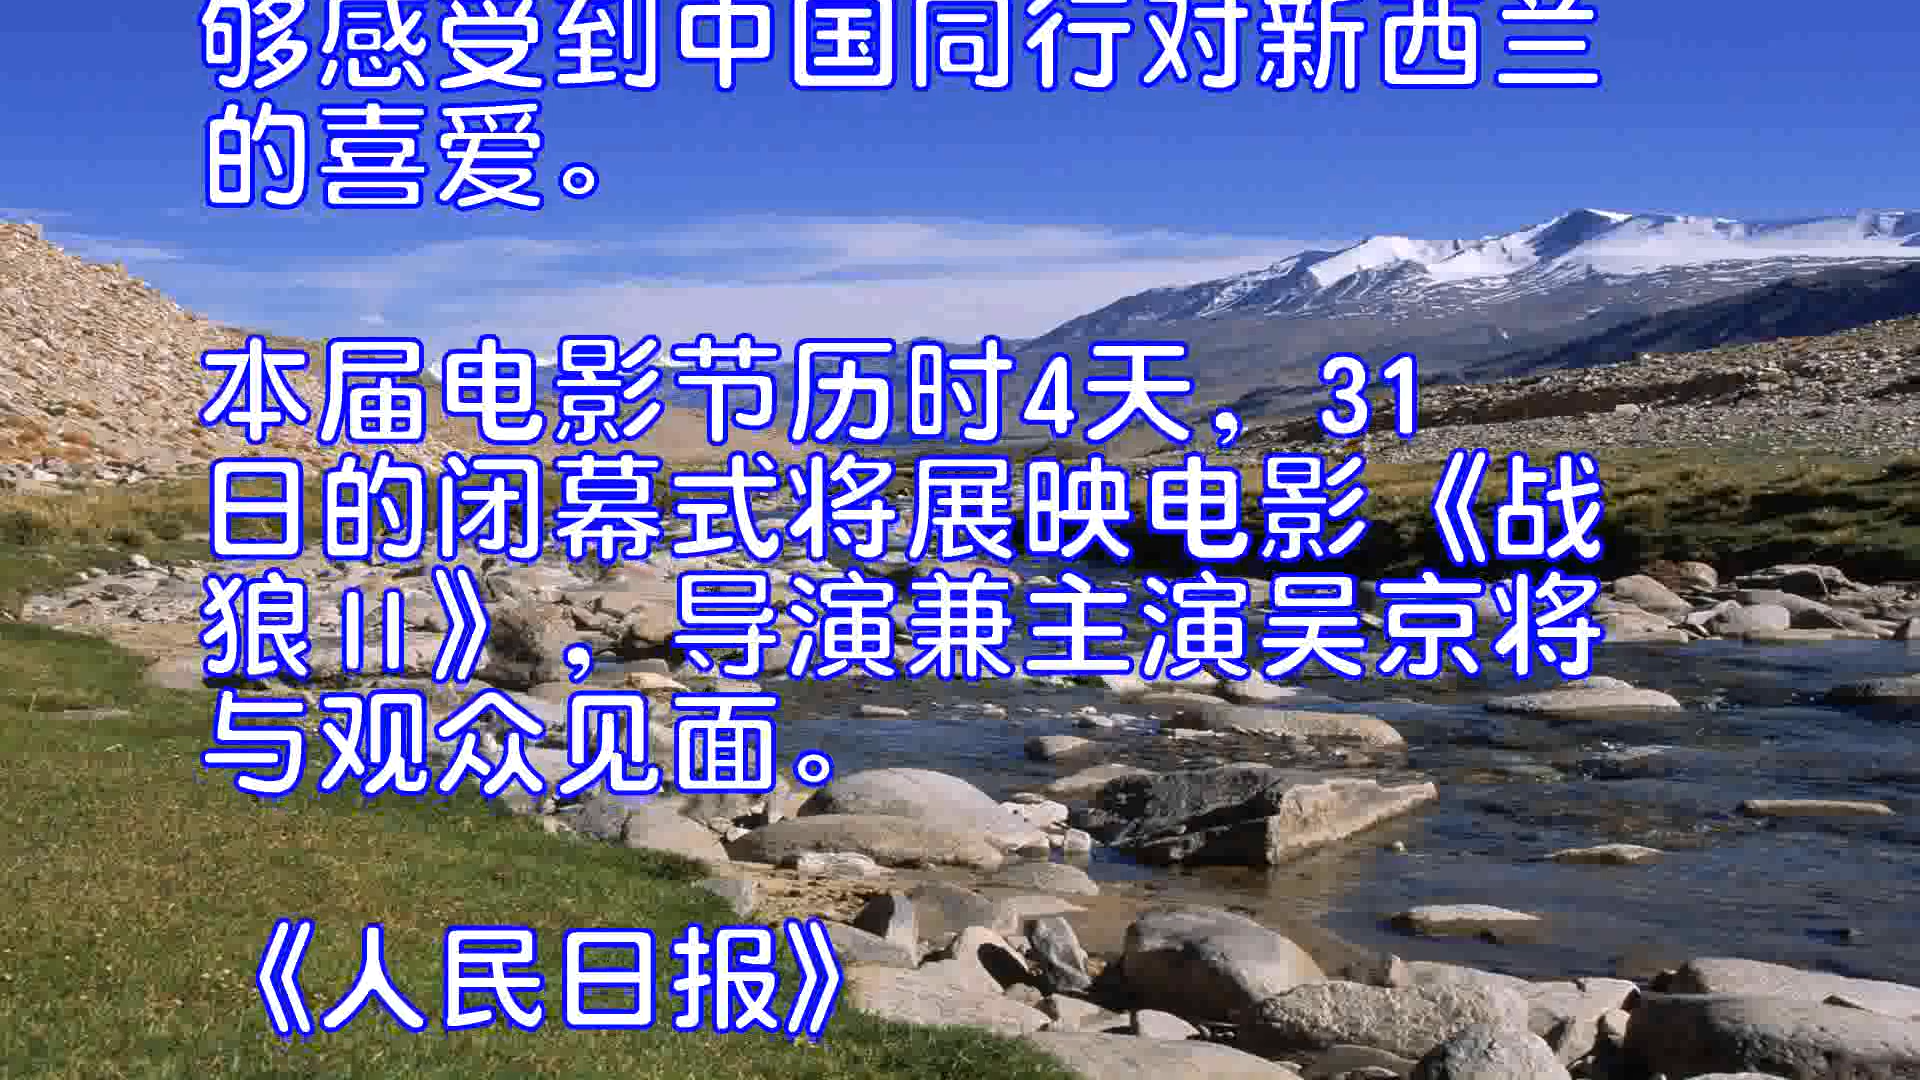 够感受到中国同行对新西兰
的喜爱。
本届电影节历时4天，31
日的闭幕式将展映电影《战
狼II》，导演兼主演吴京将
与观众见面。
《人民日报》